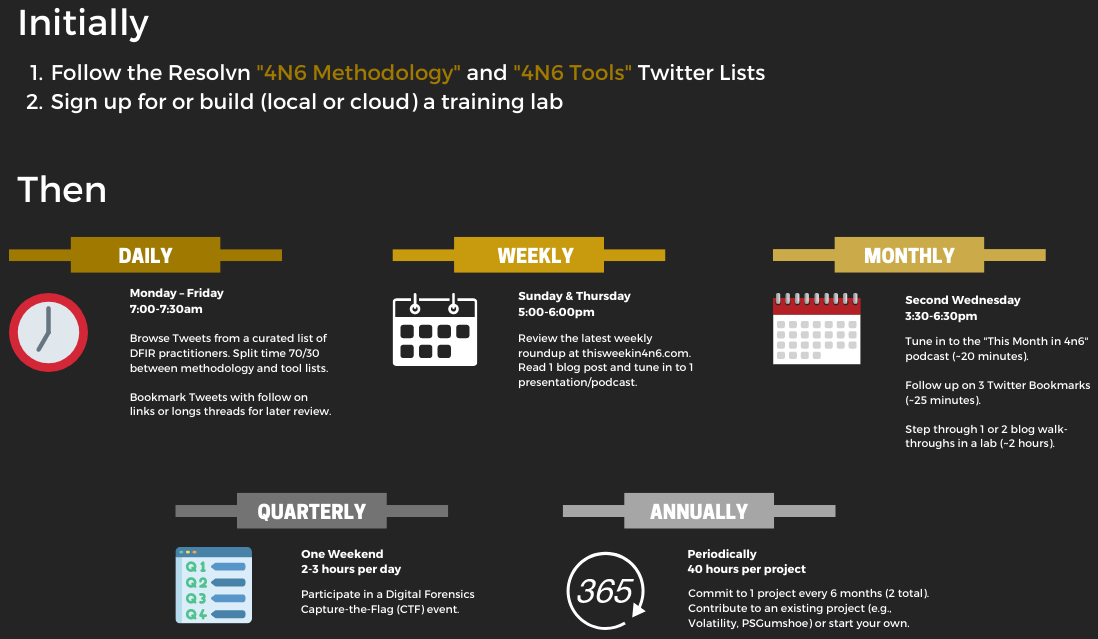 Initially
1. Follow the Resolvn "4N6 Methodology" and "4N6 Tools" Twitter Lists
2. Sign up for or build (local or cloud) a training lab
Then
DAILY
Monday – Friday
7:00-7:30am
Browse Tweets from a curated list of
DFIR practitioners. Split time 70/30
between methodology and tool lists.
Bookmark Tweets with follow on
links or longs threads for later review.
WEEKLY
Sunday & Thursday
5:00-6:00pm
Review the latest weekly
roundup at thisweekin4n6.com.
Read 1 blog post and tune in to 1
presentation/podcast.
MONTHLY
Second Wednesday
3:30-6:30pm
Tune in to the "This Month in 4n6"
podcast (~20 minutes).
Follow up on 3 Twitter Bookmarks
(~25 minutes).
Step through 1 or 2 blog walk-
throughs in a lab (~2 hours).
QUARTERLY
Q1
Q2
Q3
Q4
One Weekend
2-3 hours per day
Participate in a Digital Forensics
Capture-the-Flag (CTF) event.
ANNUALLY
365
Periodically
40 hours per project
Commit to 1 project every 6 months (2 total).
Contribute to an existing project (e.g.,
Volatility, PSGumshoe) or start your own.